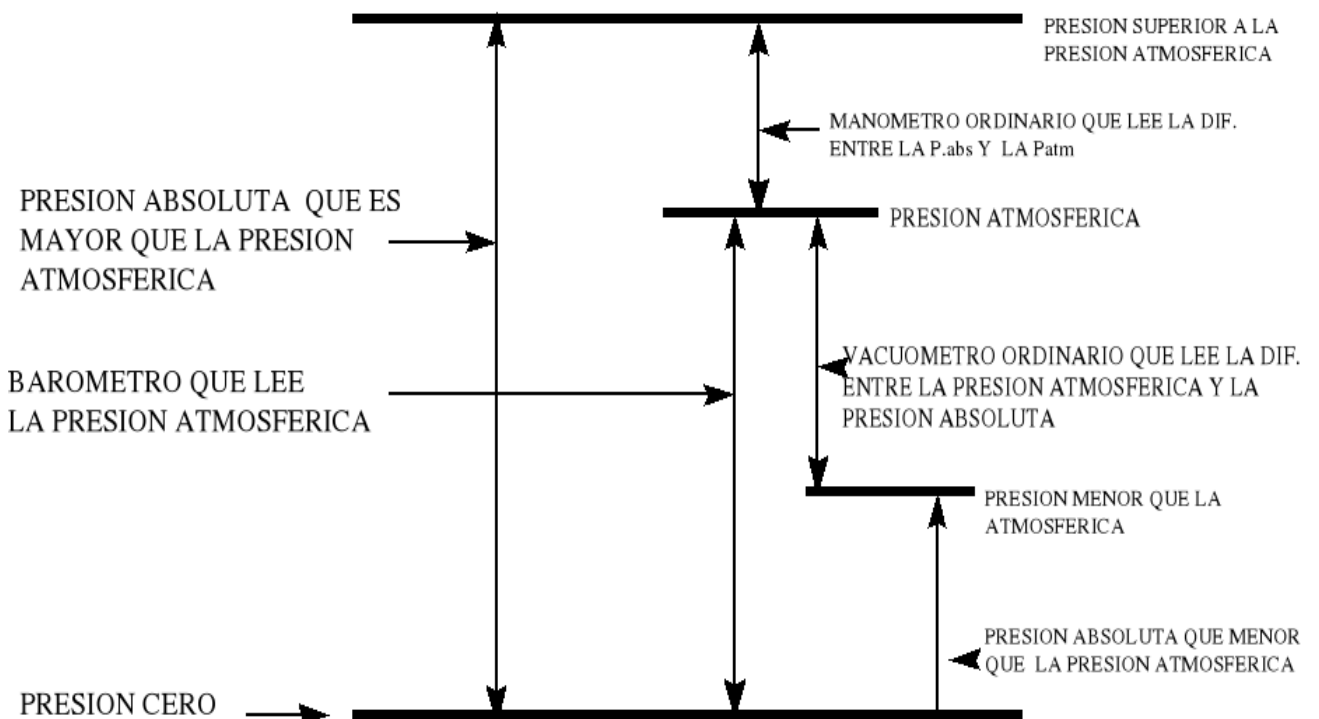 PRESION SUPERIOR A LA
PRESION ATMOSFERICA
MANOMETRO ORDINARIO QUE LEE LA DIF.
ENTRE LA P.abs Y LA Patm
PRESION ABSOLUTA QUE ES
MAYOR QUE LA PRESION
ATMOSFERICA
PRESION ATMOSFERICA
BAROMETRO QUE LEE
LA PRESION ATMOSFERICA
VACUOMETRO ORDINARIO QUE LEE LA DIF.
ENTRE LA PRESION ATMOSFERICA Y LA
PRESION ABSOLUTA
PRESION MENOR QUE LA
ATMOSFERICA
PRESION ABSOLUTA QUE MENOR
QUE LA PRESION ATMOSFERICA
PRESION CERO